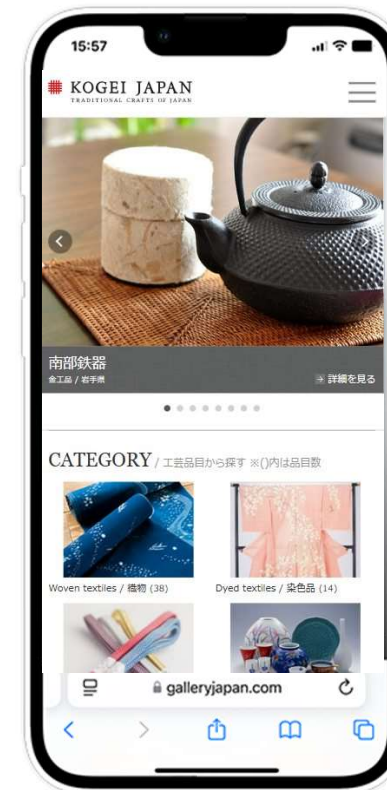 15:57
KOGEI JAPAN
TRADITIONAL CRAFTS OF JAPAN
南部鉄器
金工品 / 岩手県
詳細を見る
CATEGORY / 工芸品目から探す ※()内は品目数
Woven textiles / 織物 (38)
Dyed textiles / 染色品 (14)
galleryjapan.com